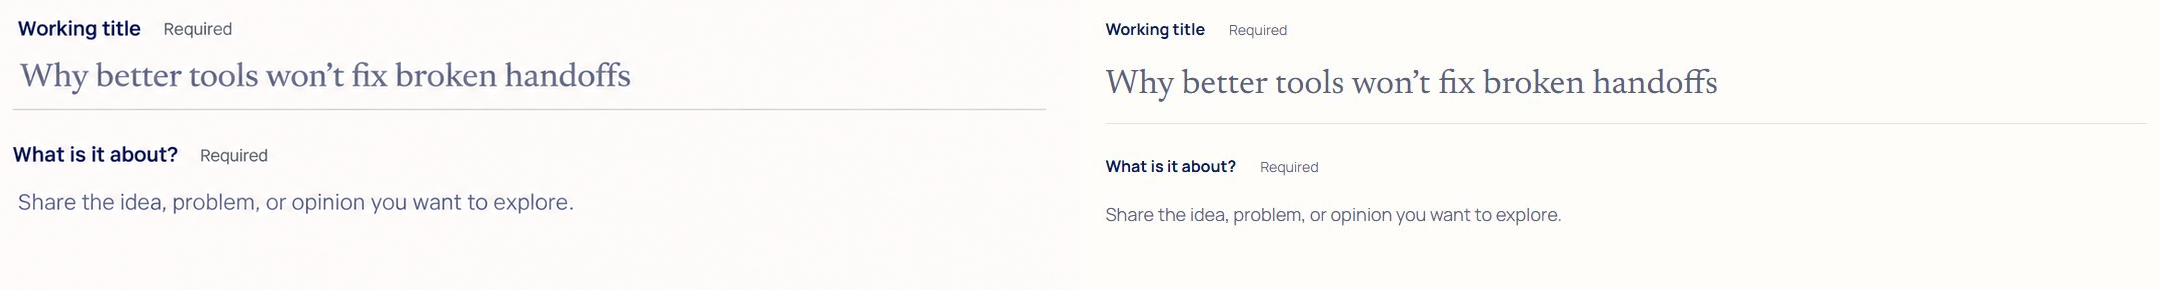 Working title Required
Why better tools won’t fix broken handoffs
What is it about? Required
Share the idea, problem, or opinion you want to explore.
Working title Required
Why better tools won’t fix broken handoffs
What is it about? Required
Share the idea, problem, or opinion you want to explore.